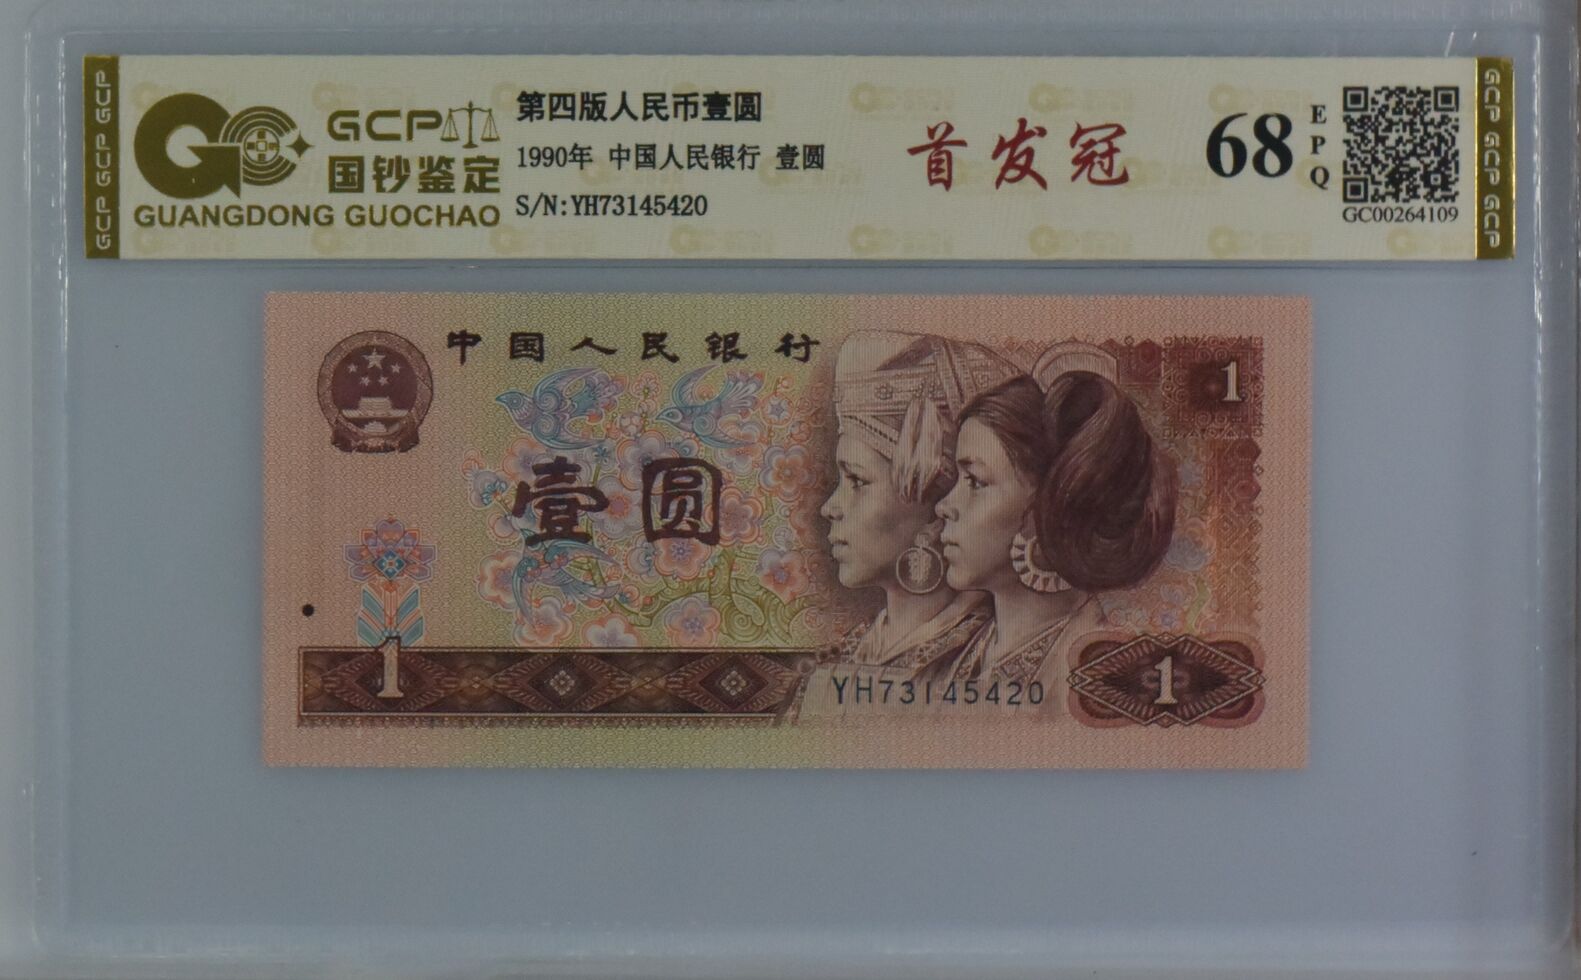 GCP
国钞鉴定
GUANGDONG GUOCHAO
第四版人民币壹圆
1990年 中国人民银行 壹圆
S/N:YH73145420
首发冠
68
EPQ
GC00264109
GCP GCP GCP
GCP GCP GCP
中国人民银行
1
壹圆
1
YH73145420
1